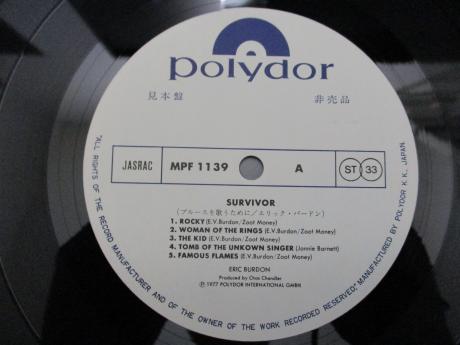 polydor
見本盤 非売品
JASRAC MPF 1139 A ST 33
SURVIVOR
(ブルースを歌うために/エリック・バードン)
1. ROCKY (E.V.Burdon/Zoot Money)
2. WOMAN OF THE RINGS (E.V.Burdon/Zoot Money)
3. THE KID (E.V.Burdon/Zoot Money)
4. TOMB OF THE UNKOWN SINGER (Jonnie Barnett)
5. FAMOUS FLAMES (E.V.Burdon/Zoot Money)
ERIC BURDON
Produced by Chas Chandler
℗ 1977 POLYDOR INTERNATIONAL GMBH
"ALL RIGHTS OF THE RECORD MANUFACTURER AND OF THE OWNER OF THE WORK RECORDED RESERVED," MANUFACTURED BY POLYDOR K.K., JAPAN.